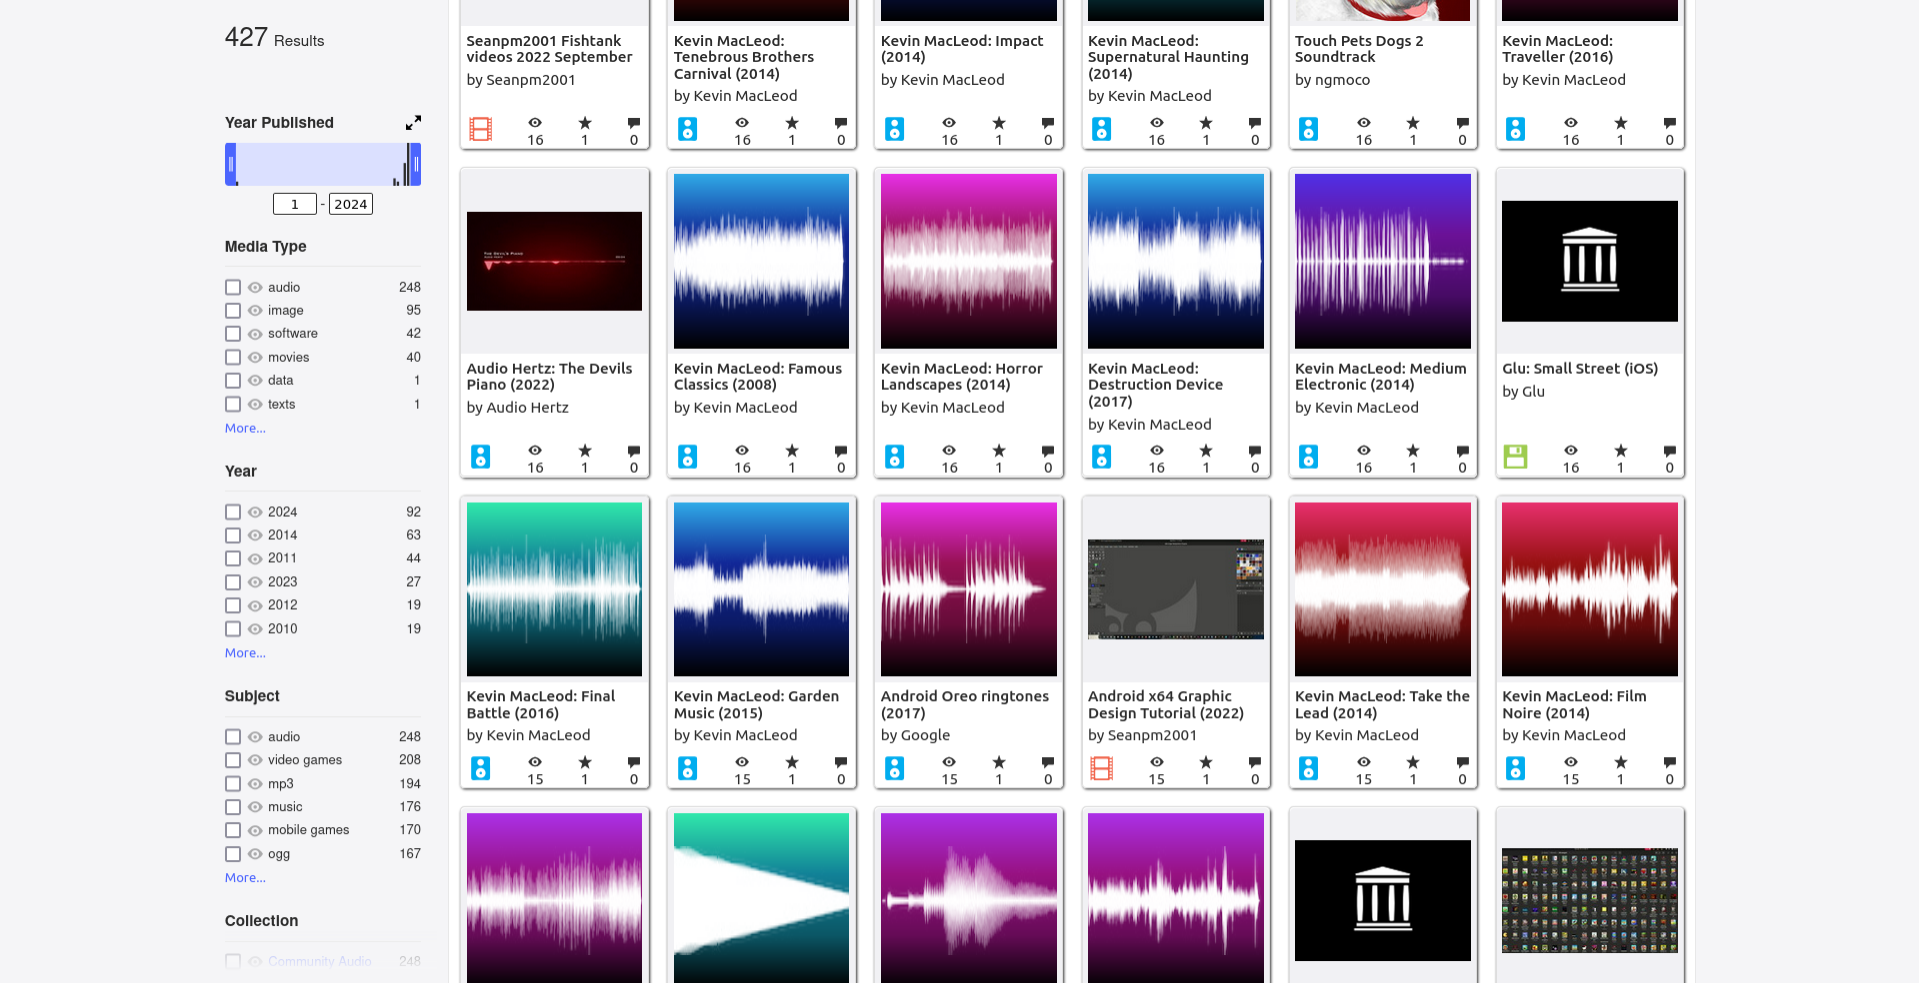 427 Results
Year Published
1 - 2024
Media Type
audio 248
image 95
software 42
movies 40
data 1
texts 1
More...
Year
2024 92
2014 63
2011 44
2023 27
2012 19
2010 19
More...
Subject
audio 248
video games 208
mp3 194
music 176
mobile games 170
ogg 167
More...
Collection
Community Audio 248
Seanpm2001 Fishtank
videos 2022 September
by Seanpm2001
16 1 0
Kevin MacLeod:
Tenebrous Brothers
Carnival (2014)
by Kevin MacLeod
16 1 0
Kevin MacLeod: Impact
(2014)
by Kevin MacLeod
16 1 0
Kevin MacLeod:
Supernatural Haunting
(2014)
by Kevin MacLeod
16 1 0
Touch Pets Dogs 2
Soundtrack
by ngmoco
16 1 0
Kevin MacLeod:
Traveller (2016)
by Kevin MacLeod
16 1 0
THE DEVIL'S PIANO
Audio Hertz: The Devils
Piano (2022)
by Audio Hertz
16 1 0
Kevin MacLeod: Famous
Classics (2008)
by Kevin MacLeod
16 1 0
Kevin MacLeod: Horror
Landscapes (2014)
by Kevin MacLeod
16 1 0
Kevin MacLeod:
Destruction Device
(2017)
by Kevin MacLeod
16 1 0
Kevin MacLeod: Medium
Electronic (2014)
by Kevin MacLeod
16 1 0
Glu: Small Street (iOS)
by Glu
16 1 0
Kevin MacLeod: Final
Battle (2016)
by Kevin MacLeod
15 1 0
Kevin MacLeod: Garden
Music (2015)
by Kevin MacLeod
15 1 0
Android Oreo ringtones
(2017)
by Google
15 1 0
Android x64 Graphic
Design Tutorial (2022)
by Seanpm2001
15 1 0
Kevin MacLeod: Take the
Lead (2014)
by Kevin MacLeod
15 1 0
Kevin MacLeod: Film
Noire (2014)
by Kevin MacLeod
15 1 0